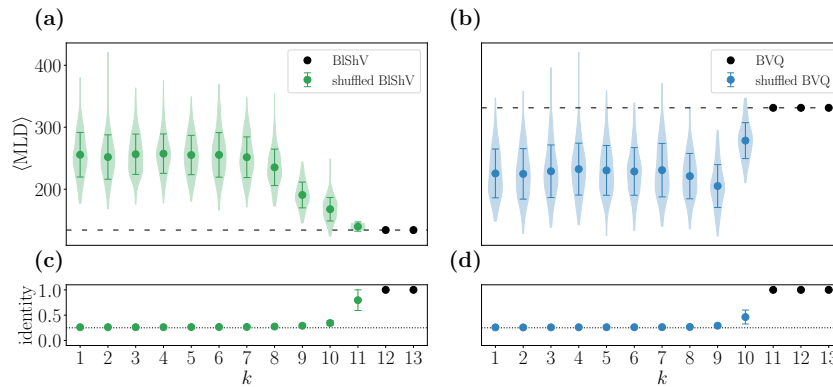 (a)
(b)
⟨MLD⟩
400
300
200
BlShV
shuffled BlShV
BVQ
shuffled BVQ
(c)
(d)
identity
1.0
0.5
0.0
1 2 3 4 5 6 7 8 9 10 11 12 13
1 2 3 4 5 6 7 8 9 10 11 12 13
k
k